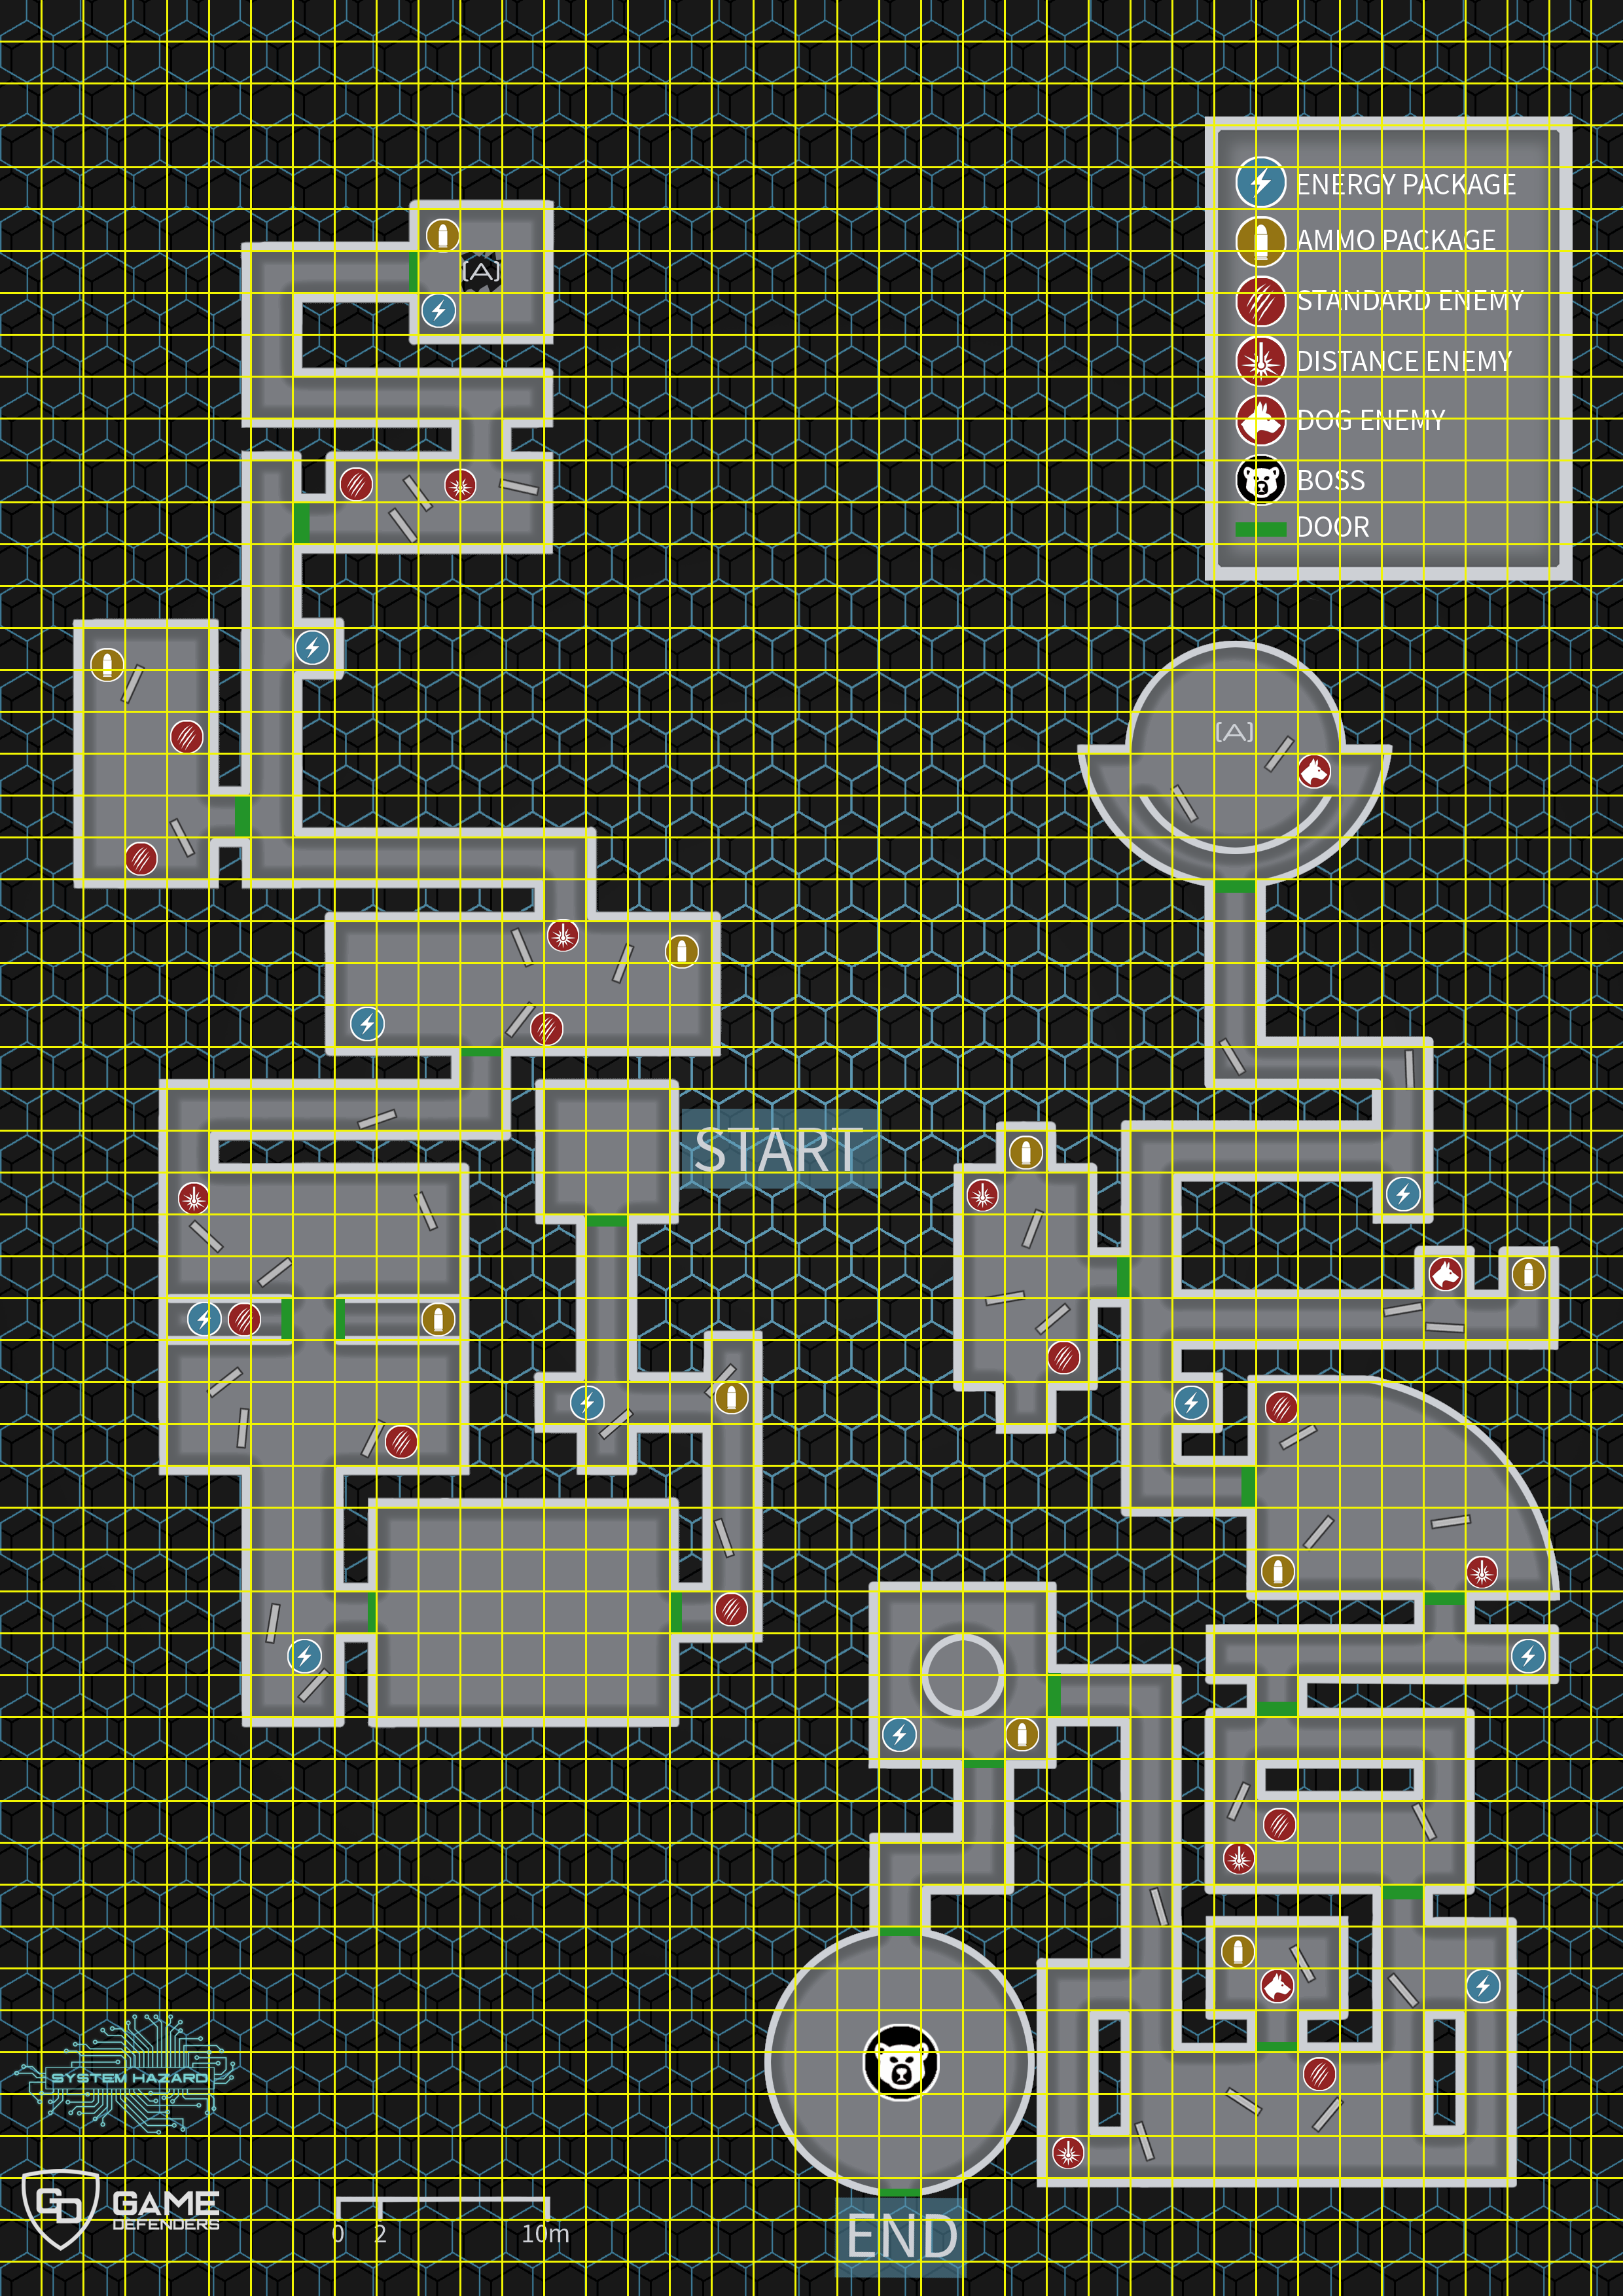 ENERGY PACKAGE
AMMO PACKAGE
[A]
STANDARD ENEMY
DISTANCE ENEMY
DOG ENEMY
BOSS
DOOR
[A]
START
SYSTEM HAZARD
GD GAME
DEFENDERS
0 2 10m
END